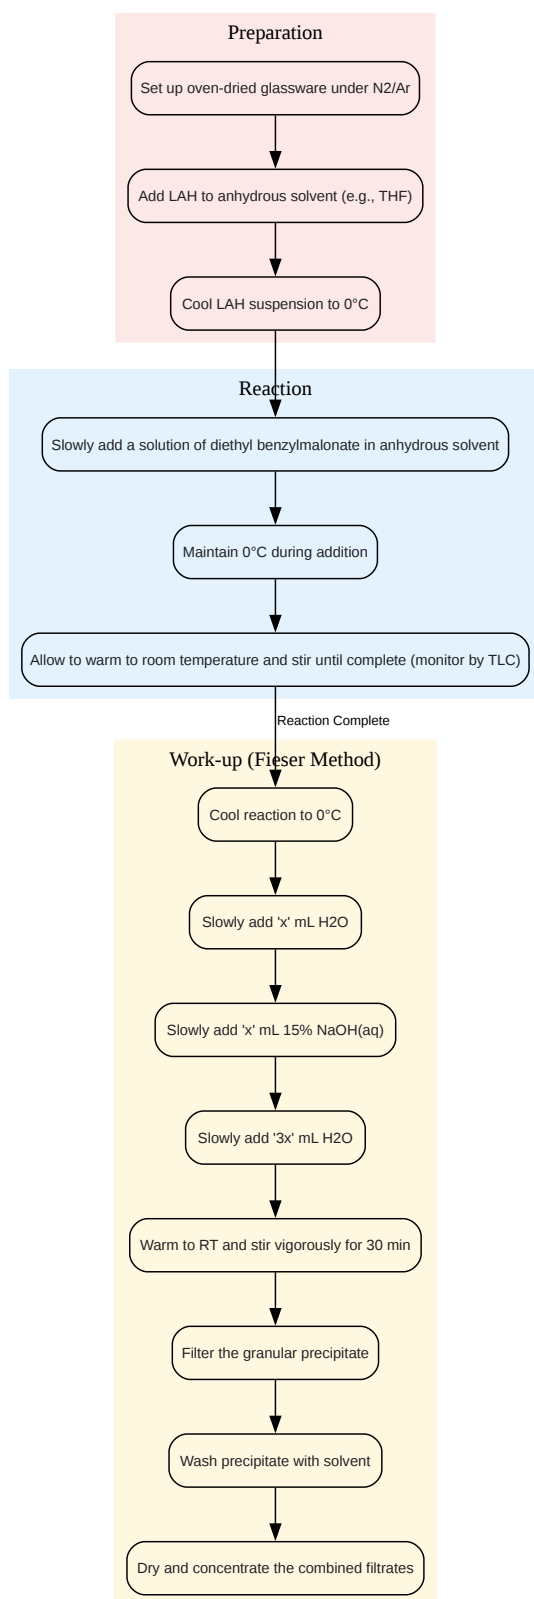 Preparation
Set up oven-dried glassware under N2/Ar
Add LAH to anhydrous solvent (e.g., THF)
Cool LAH suspension to 0°C
Reaction
Slowly add a solution of diethyl benzylmalonate in anhydrous solvent
Maintain 0°C during addition
Allow to warm to room temperature and stir until complete (monitor by TLC)
Reaction Complete
Work-up (Fieser Method)
Cool reaction to 0°C
Slowly add 'x' mL H2O
Slowly add 'x' mL 15% NaOH(aq)
Slowly add '3x' mL H2O
Warm to RT and stir vigorously for 30 min
Filter the granular precipitate
Wash precipitate with solvent
Dry and concentrate the combined filtrates